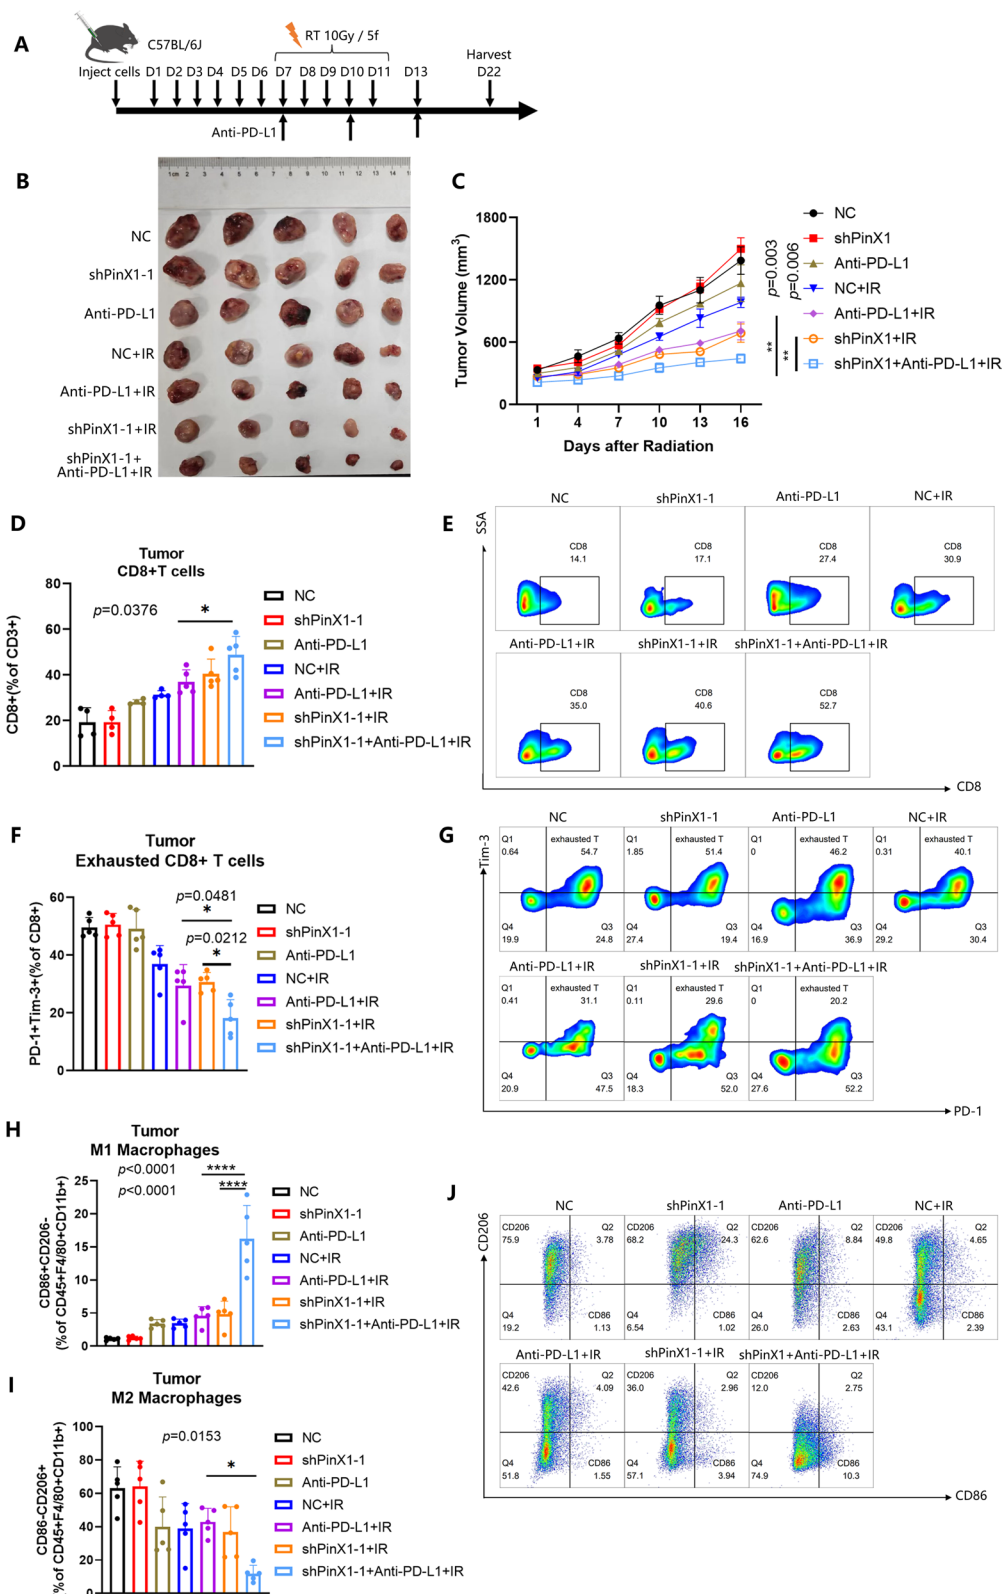 A
C57BL/6J
RT 10Gy / 5f
Harvest
Inject cells D1 D2 D3 D4 D5 D6 D7 D8 D9 D10 D11 D13 D22
Anti-PD-L1
B
1cm 2 3 4 5 6 7 8 9 10 11 12 13 14
NC
shPinX1-1
Anti-PD-L1
NC+IR
Anti-PD-L1+IR
shPinX1-1+IR
shPinX1-1+
Anti-PD-L1+IR
C
Tumor Volume (mm³)
1800
1200
600
0
1 4 7 10 13 16
Days after Radiation
NC
shPinX1
Anti-PD-L1
NC+IR
Anti-PD-L1+IR
shPinX1+IR
shPinX1+Anti-PD-L1+IR
p=0.003
p=0.006
**
**
D
Tumor
CD8+T cells
CD8+(% of CD3+)
80
60
40
20
0
p=0.0376
*
NC
shPinX1-1
Anti-PD-L1
NC+IR
Anti-PD-L1+IR
shPinX1-1+IR
shPinX1-1+Anti-PD-L1+IR
E
SSA
NC shPinX1-1 Anti-PD-L1 NC+IR
CD8 CD8 CD8 CD8
14.1 17.1 27.4 30.9
Anti-PD-L1+IR shPinX1-1+IR shPinX1-1+Anti-PD-L1+IR
CD8 CD8 CD8
35.0 40.6 52.7
CD8
F
Tumor
Exhausted CD8+ T cells
PD-1+Tim-3+(% of CD8+)
60
40
20
0
p=0.0481
*
p=0.0212
*
NC
shPinX1-1
Anti-PD-L1
NC+IR
Anti-PD-L1+IR
shPinX1-1+IR
shPinX1-1+Anti-PD-L1+IR
G
Tim-3
NC shPinX1-1 Anti-PD-L1 NC+IR
Q1 exhausted T Q1 exhausted T Q1 exhausted T Q1 exhausted T
0.64 54.7 1.85 51.4 0 46.2 0.31 40.1
Q4 Q3 Q4 Q3 Q4 Q3 Q4 Q3
19.9 24.8 27.4 19.4 16.9 36.9 29.2 30.4
Anti-PD-L1+IR shPinX1-1+IR shPinX1-1+Anti-PD-L1+IR
Q1 exhausted T Q1 exhausted T Q1 exhausted T
0.41 31.1 0.11 29.6 0 20.2
Q4 Q3 Q4 Q3 Q4 Q3
20.9 47.5 18.3 52.0 27.6 52.2
PD-1
H
Tumor
M1 Macrophages
CD86+CD206-
(% of CD45+F4/80+CD11b+)
25
20
15
10
5
0
p<0.0001 ****
p<0.0001 ****
NC
shPinX1-1
Anti-PD-L1
NC+IR
Anti-PD-L1+IR
shPinX1-1+IR
shPinX1-1+Anti-PD-L1+IR
I
Tumor
M2 Macrophages
CD86-CD206+
(% of CD45+F4/80+CD11b+)
100
80
60
40
20
0
p=0.0153
*
NC
shPinX1-1
Anti-PD-L1
NC+IR
Anti-PD-L1+IR
shPinX1-1+IR
shPinX1-1+Anti-PD-L1+IR
J
CD206
NC shPinX1-1 Anti-PD-L1 NC+IR
CD206 Q2 CD206 Q2 CD206 Q2 CD206 Q2
75.9 3.78 68.2 24.3 62.6 8.84 49.8 4.65
Q4 CD86 Q4 CD86 Q4 CD86 Q4 CD86
19.2 1.13 6.54 1.02 26.0 2.63 43.1 2.39
Anti-PD-L1+IR shPinX1-1+IR shPinX1+Anti-PD-L1+IR
CD206 Q2 CD206 Q2 CD206 Q2
42.6 4.09 36.0 2.96 12.0 2.75
Q4 CD86 Q4 CD86 Q4 CD86
51.8 1.55 57.1 3.94 74.9 10.3
CD86